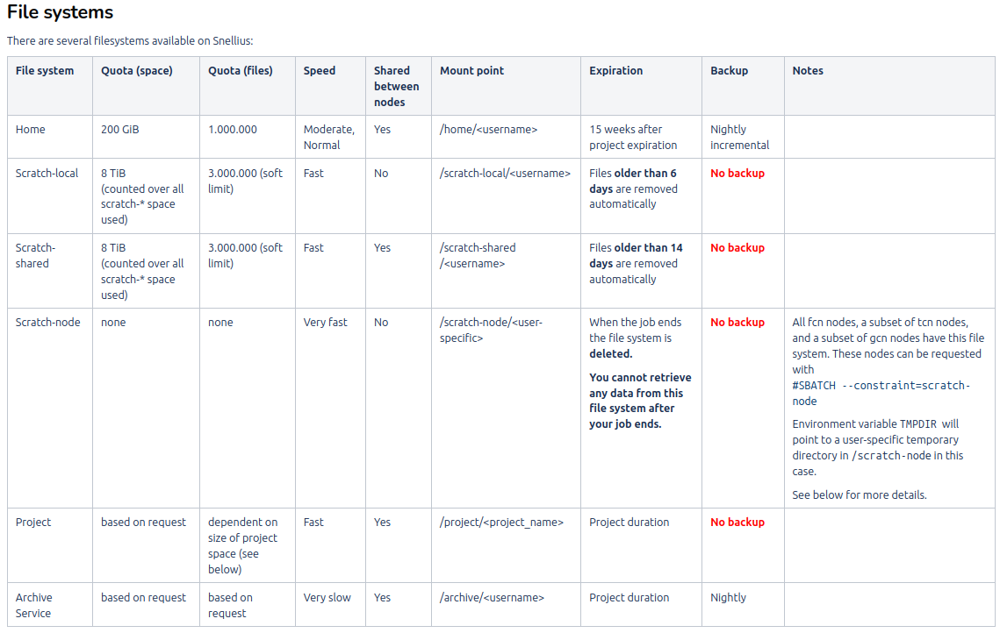 File systems
There are several filesystems available on Snellius:
File system
Quota (space)
Quota (files)
Speed
Shared
between
nodes
Mount point
Expiration
Backup
Notes
Home
200 GiB
1.000.000
Moderate,
Normal
Yes
/home/<username>
15 weeks after
project expiration
Nightly
incremental
Scratch-local
8 TiB
(counted over all
scratch-* space
used)
3.000.000 (soft
limit)
Fast
No
/scratch-local/<username>
Files older than 6
days are removed
automatically
No backup
Scratch-
shared
8 TiB
(counted over all
scratch-* space
used)
3.000.000 (soft
limit)
Fast
Yes
/scratch-shared
/<username>
Files older than 14
days are removed
automatically
No backup
Scratch-node
none
none
Very fast
No
/scratch-node/<user-
specific>
When the job ends
the file system is
deleted.
You cannot retrieve
any data from this
file system after
your job ends.
No backup
All fcn nodes, a subset of tcn nodes,
and a subset of gcn nodes have this file
system. These nodes can be requested
with
#SBATCH --constraint=scratch-
node
Environment variable TMPDIR will
point to a user-specific temporary
directory in /scratch-node in this
case.
See below for more details.
Project
based on request
dependent on
size of project
space (see
below)
Fast
Yes
/project/<project_name>
Project duration
No backup
Archive
Service
based on request
based on
request
Very slow
Yes
/archive/<username>
Project duration
Nightly